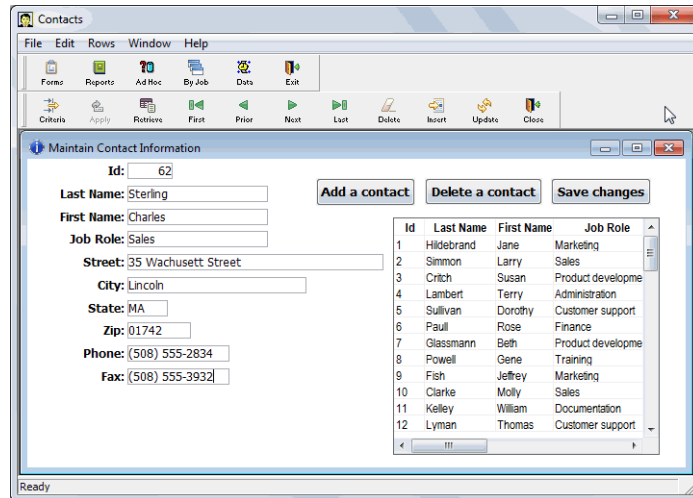 Contacts
File Edit Rows Window Help
Forms Reports Ad Hoc By Job Data Exit
Criteria Apply Retrieve First Prior Next Last Delete Insert Update Close
Maintain Contact Information
Id: 62
Add a contact Delete a contact Save changes
Last Name: Sterling
First Name: Charles
Job Role: Sales
Street: 35 Wachusett Street
City: Lincoln
State: MA
Zip: 01742
Phone: (508) 555-2834
Fax: (508) 555-3932
Id Last Name First Name Job Role
1 Hildebrand Jane Marketing
2 Simmon Larry Sales
3 Critch Susan Product developme
4 Lambert Terry Administration
5 Sullivan Dorothy Customer support
6 Paull Rose Finance
7 Glassmann Beth Product developme
8 Powell Gene Training
9 Fish Jeffrey Marketing
10 Clarke Molly Sales
11 Kelley William Documentation
12 Lyman Thomas Customer support
Ready